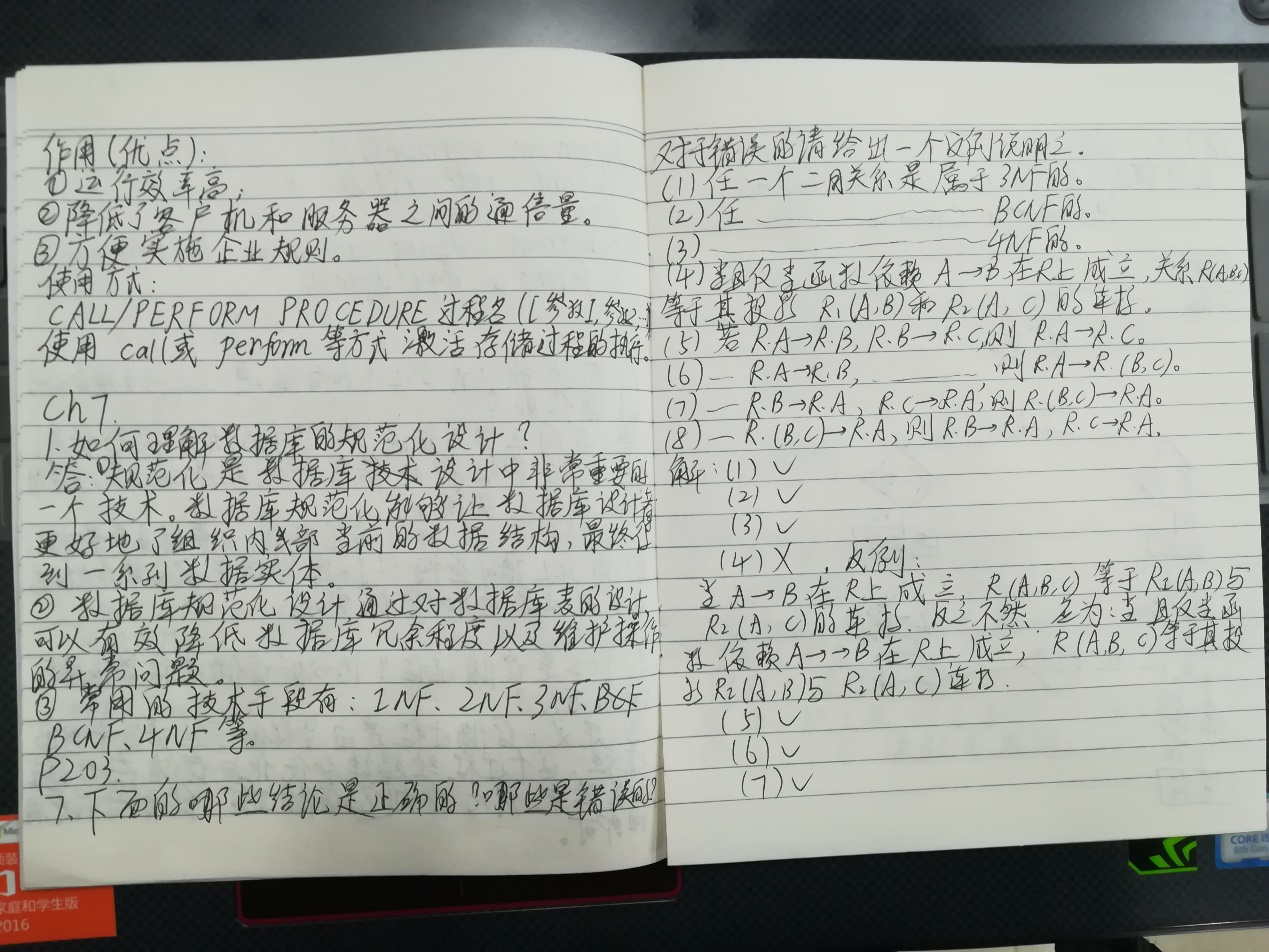 作用(优点):
①运行效率高;
②降低了客户机和服务器之间的通信量。
③方便实施企业规则。
使用方式:
CALL/PERFORM PROCEDURE 过程名([参数1,参数2,…])
使用 call或 perform等方式激活存储过程的执行。
Ch7.
1.如何理解数据库的规范化设计?
答:①规范化是数据库技术设计中非常重要的
一个技术。数据库规范化能够让数据库设计者
更好地了组织内部当前的数据结构,最终得
到一系列数据实体。
② 数据库规范化设计通过对数据库表的设计,
可以有效降低数据库冗余程度以及维护操作
的异常问题。
③ 常用的技术手段有:1NF、2NF、3NF、
BCNF、4NF等。
P203.
7、下面的哪些结论是正确的?哪些是错误的?
对于错误的请给出一个反例说明之.
(1)任一个二目关系是属于3NF的。
(2)任 BCNF的。
(3) 4NF的。
(4)当且仅当函数依赖 A→B在R上成立,关系R(A,B,C)
等于其投影 R₁(A,B)和R₂(A,C)的连接.
(5)若 R.A→R.B,R.B→R.C,则 R.A→R.C。
(6)— R.A→R.B, 则R.A→R.(B,C)。
(7)— R.B→R.A, R.C→R.A,则R.(B,C)→R.A。
(8)— R.(B,C)→R.A,则R.B→R.A,R.C→R.A.
解:(1)✓
(2)✓
(3)✓
(4)X .反例:
当 A→B在R上成立,R(A,B,C)等于R₂(A,B)与
R₂(A,C)的连接.反之不然. 应为:当且仅当函
数依赖A→→B在R上成立, R(A,B,C)等于其投
影R₂(A,B)与 R₂(A,C)连接.
(5)✓
(6)✓
(7)✓
家庭和学生版
2016
CORE
8th Gen